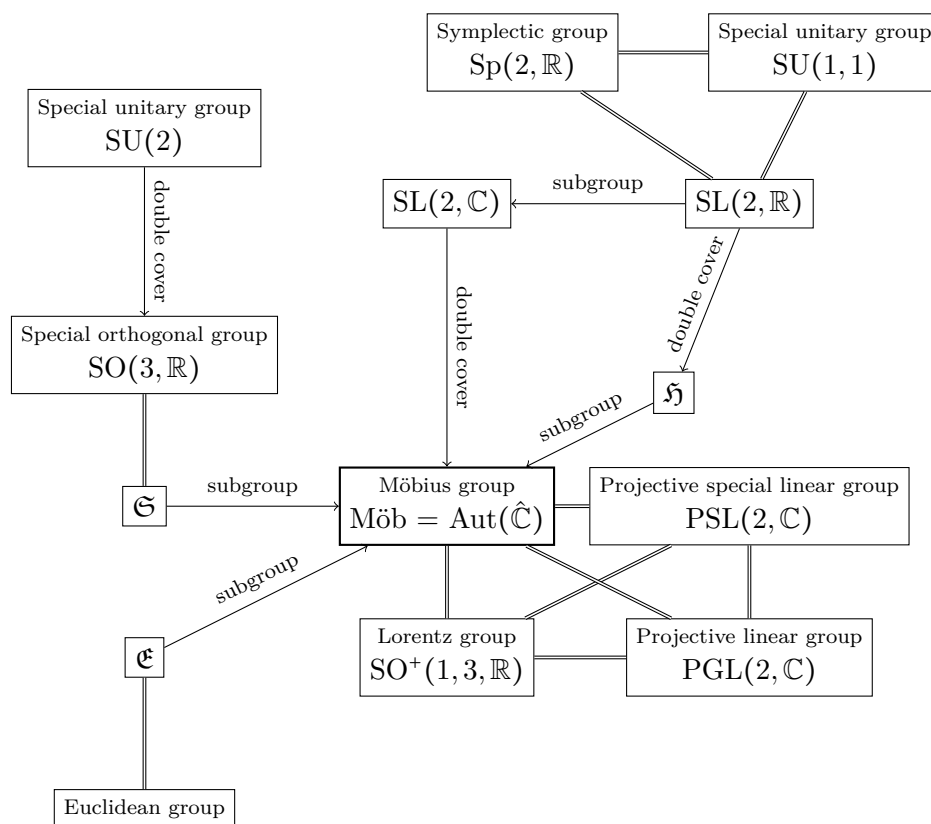 Symplectic group
Sp(2, ℝ)
Special unitary group
SU(1, 1)
Special unitary group
SU(2)
SL(2, ℂ)
subgroup
SL(2, ℝ)
double cover
double cover
double cover
Special orthogonal group
SO(3, ℝ)
ℌ
subgroup
𝔖
subgroup
Möbius group
Möb = Aut(ℂ̂)
Projective special linear group
PSL(2, ℂ)
subgroup
𝔈
Lorentz group
SO⁺(1, 3, ℝ)
Projective linear group
PGL(2, ℂ)
Euclidean group